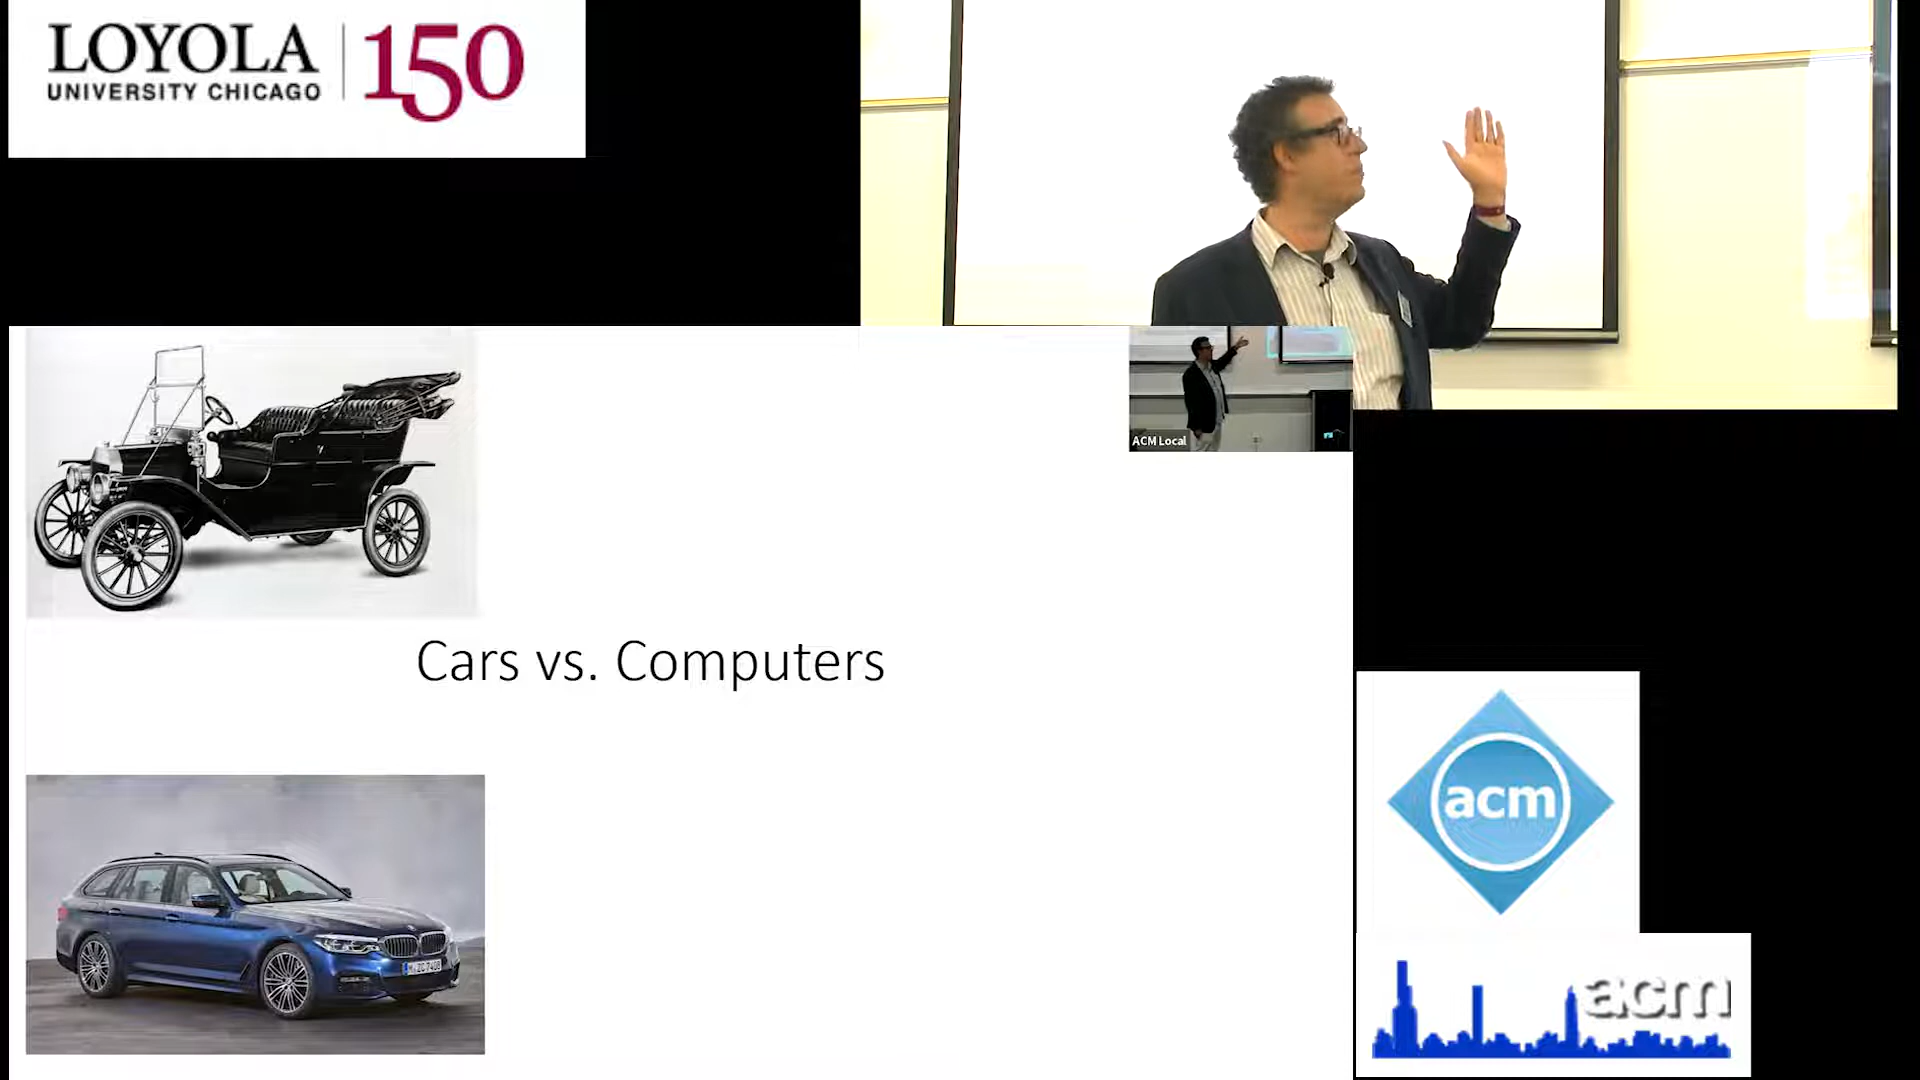 LOYOLA
UNIVERSITY CHICAGO
150
ACM Local
Cars vs. Computers
acm
acm